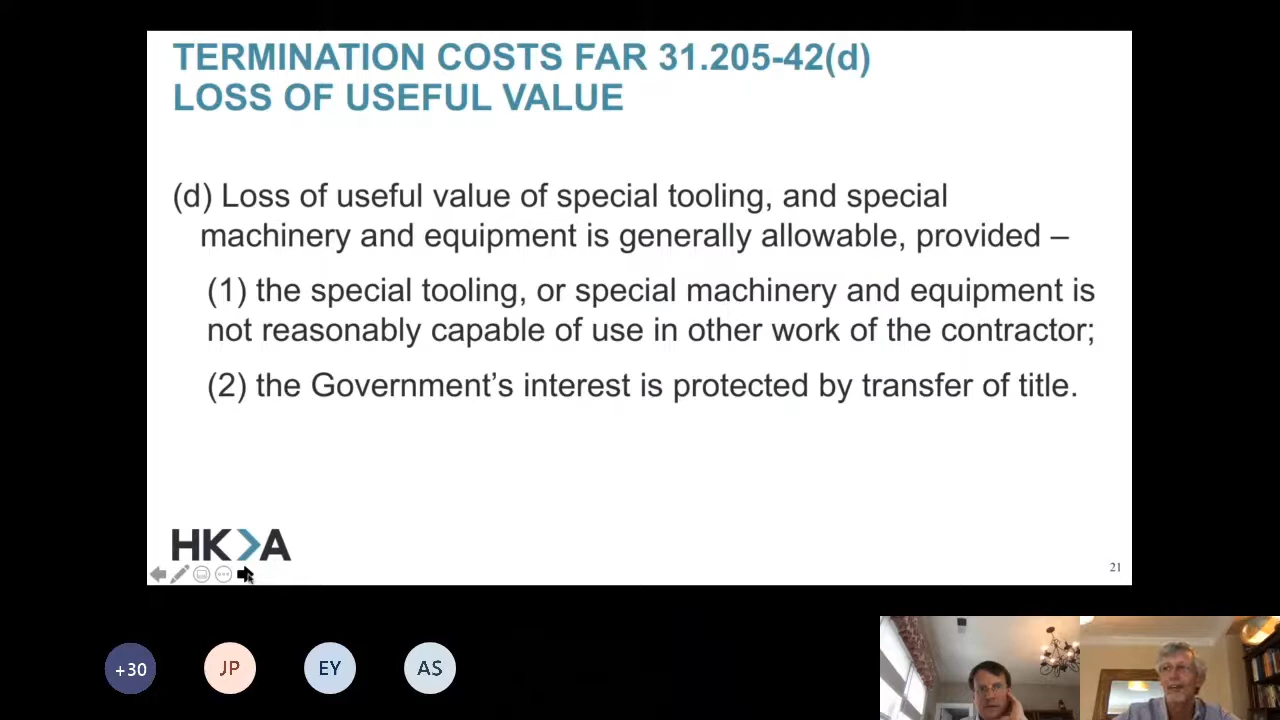 TERMINATION COSTS FAR 31.205-42(d)
LOSS OF USEFUL VALUE
(d) Loss of useful value of special tooling, and special
machinery and equipment is generally allowable, provided –
(1) the special tooling, or special machinery and equipment is
not reasonably capable of use in other work of the contractor;
(2) the Government’s interest is protected by transfer of title.
HKA
21
+30
JP
EY
AS